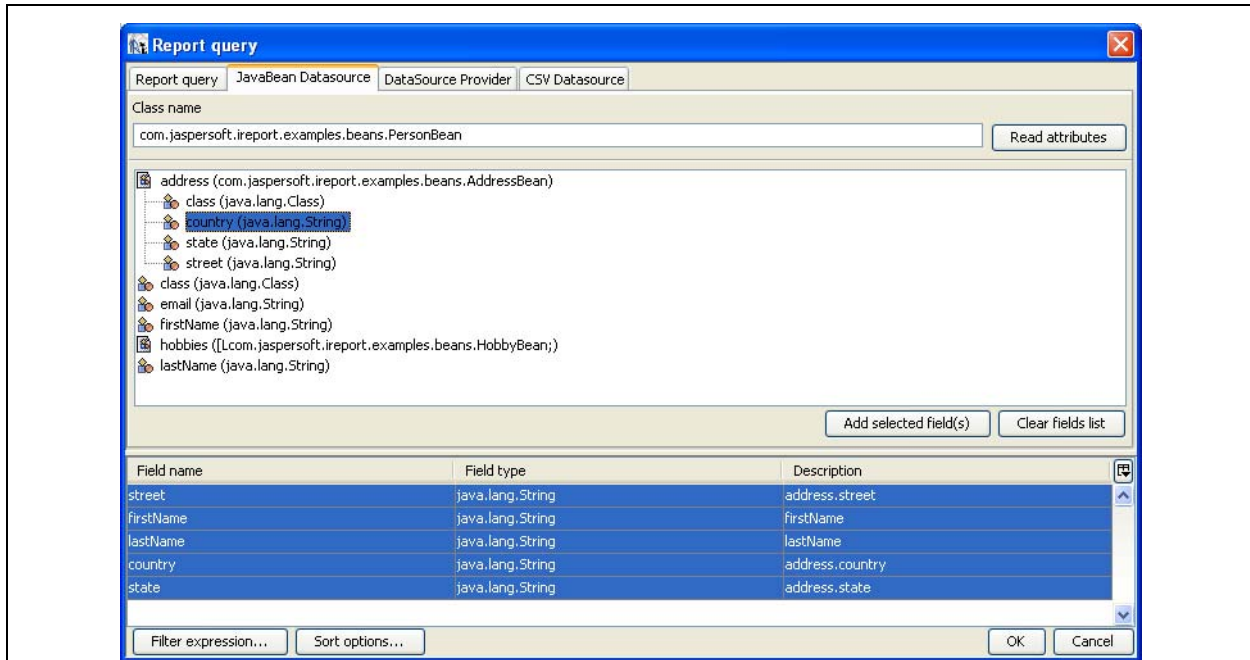 Report query
Report query JavaBean Datasource DataSource Provider CSV Datasource
Class name
com.jaspersoft.ireport.examples.beans.PersonBean Read attributes
address (com.jaspersoft.ireport.examples.beans.AddressBean)
class (java.lang.Class)
country (java.lang.String)
state (java.lang.String)
street (java.lang.String)
class (java.lang.Class)
email (java.lang.String)
firstName (java.lang.String)
hobbies ([Lcom.jaspersoft.ireport.examples.beans.HobbyBean;)
lastName (java.lang.String)
Add selected field(s) Clear fields list
Field name Field type Description
street java.lang.String address.street
firstName java.lang.String firstName
lastName java.lang.String lastName
country java.lang.String address.country
state java.lang.String address.state
Filter expression... Sort options... OK Cancel